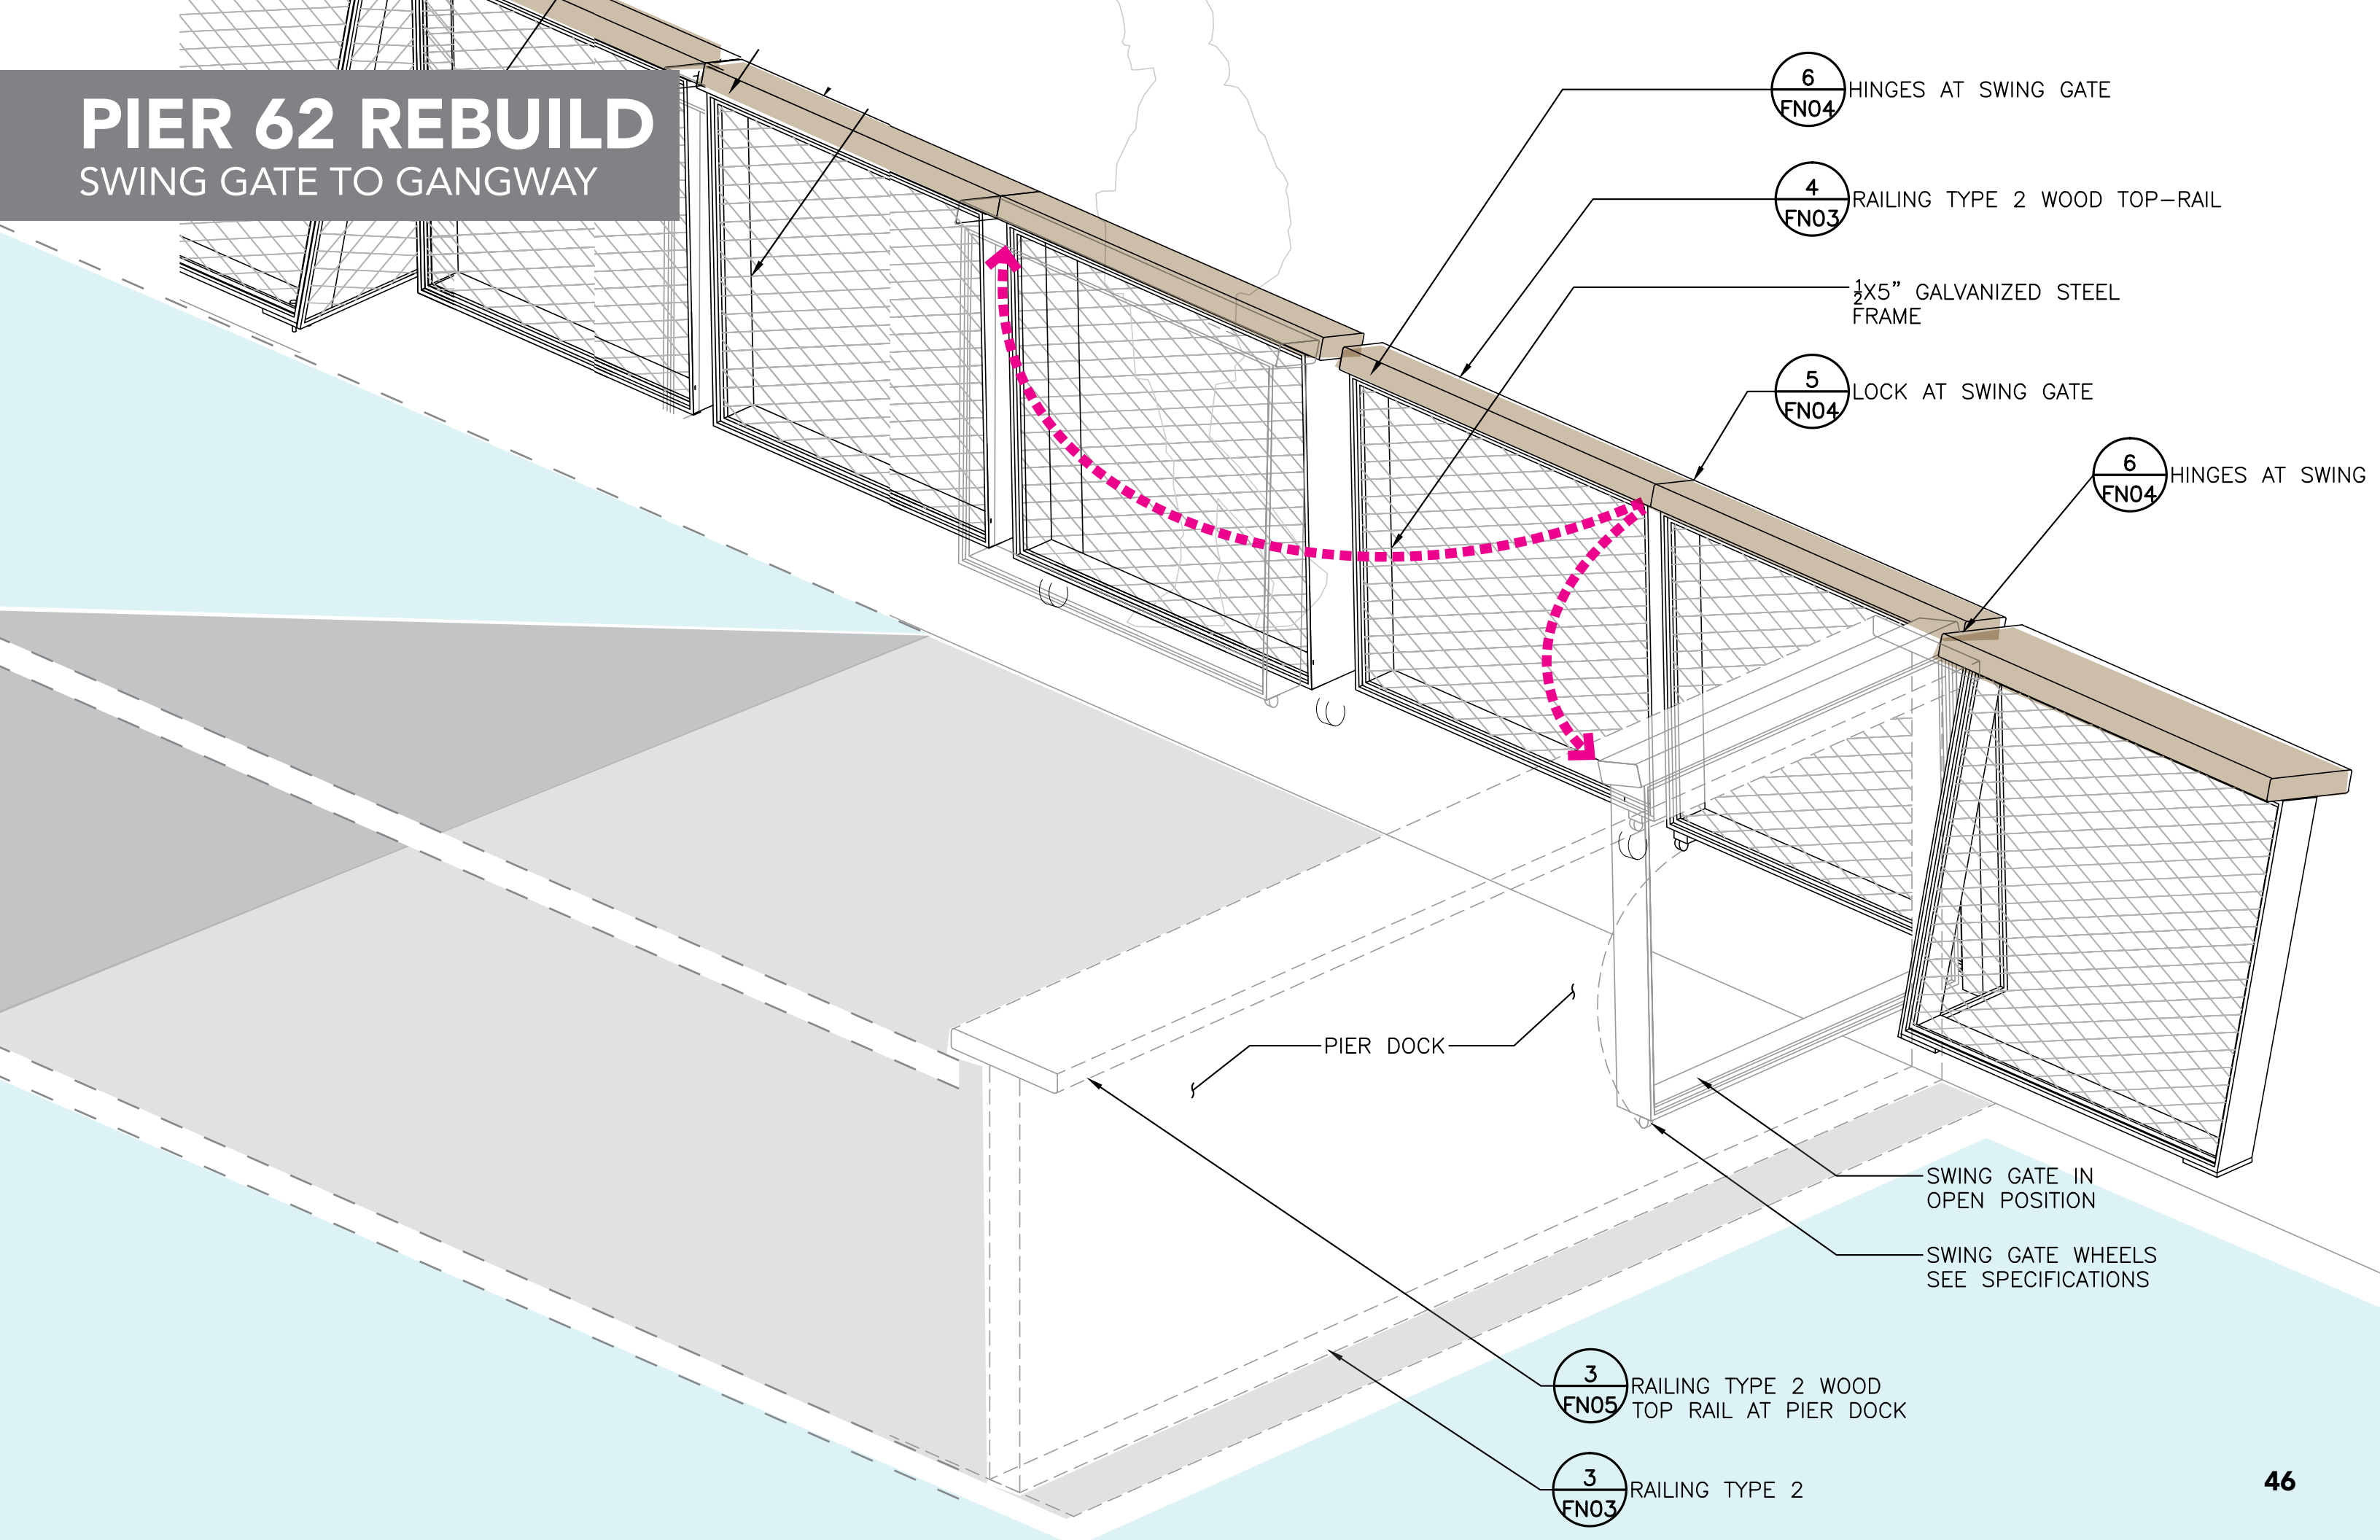 PIER 62 REBUILD
SWING GATE TO GANGWAY
6
FN04
HINGES AT SWING GATE
4
FN03
RAILING TYPE 2 WOOD TOP-RAIL
½X5" GALVANIZED STEEL
FRAME
5
FN04
LOCK AT SWING GATE
6
FN04
HINGES AT SWING
PIER DOCK
SWING GATE IN
OPEN POSITION
SWING GATE WHEELS
SEE SPECIFICATIONS
3
FN05
RAILING TYPE 2 WOOD
TOP RAIL AT PIER DOCK
3
FN03
RAILING TYPE 2
46